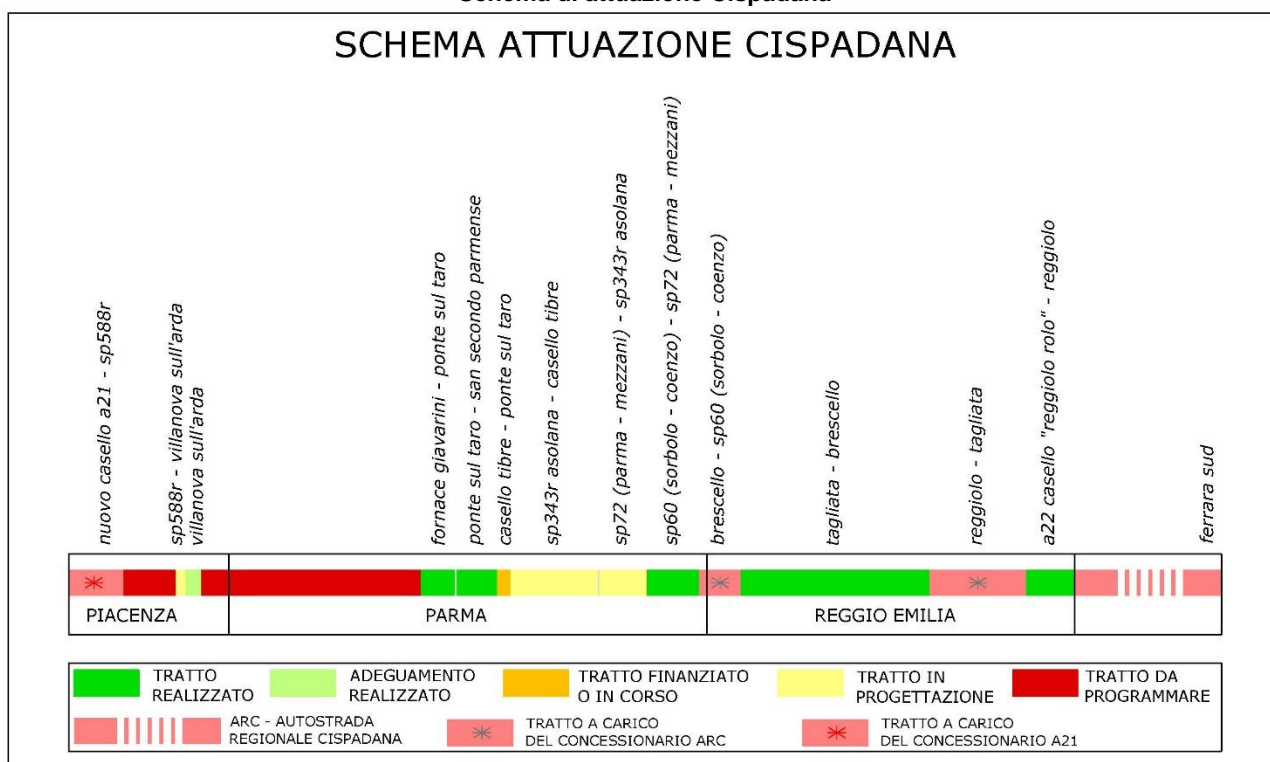 SCHEMA ATTUAZIONE CISPADANA
nuovo casello a21 - sp588r
sp588r - villanova sull'arda
villanova sull'arda
fornace giavarini - ponte sul taro
ponte sul taro - san secondo parmense
casello tibre - ponte sul taro
sp343r asolana - casello tibre
sp72 (parma - mezzani) - sp343r asolana
sp60 (sorbolo - coenzo) - sp72 (parma - mezzani)
brescello - sp60 (sorbolo - coenzo)
tagliata - brescello
reggiolo - tagliata
a22 casello "reggiolo rolo" - reggiolo
ferrara sud
PIACENZA
PARMA
REGGIO EMILIA
TRATTO
REALIZZATO
ADEGUAMENTO
REALIZZATO
TRATTO FINANZIATO
O IN CORSO
TRATTO IN
PROGETTAZIONE
TRATTO DA
PROGRAMMARE
ARC - AUTOSTRADA
REGIONALE CISPADANA
TRATTO A CARICO
DEL CONCESSIONARIO ARC
TRATTO A CARICO
DEL CONCESSIONARIO A21